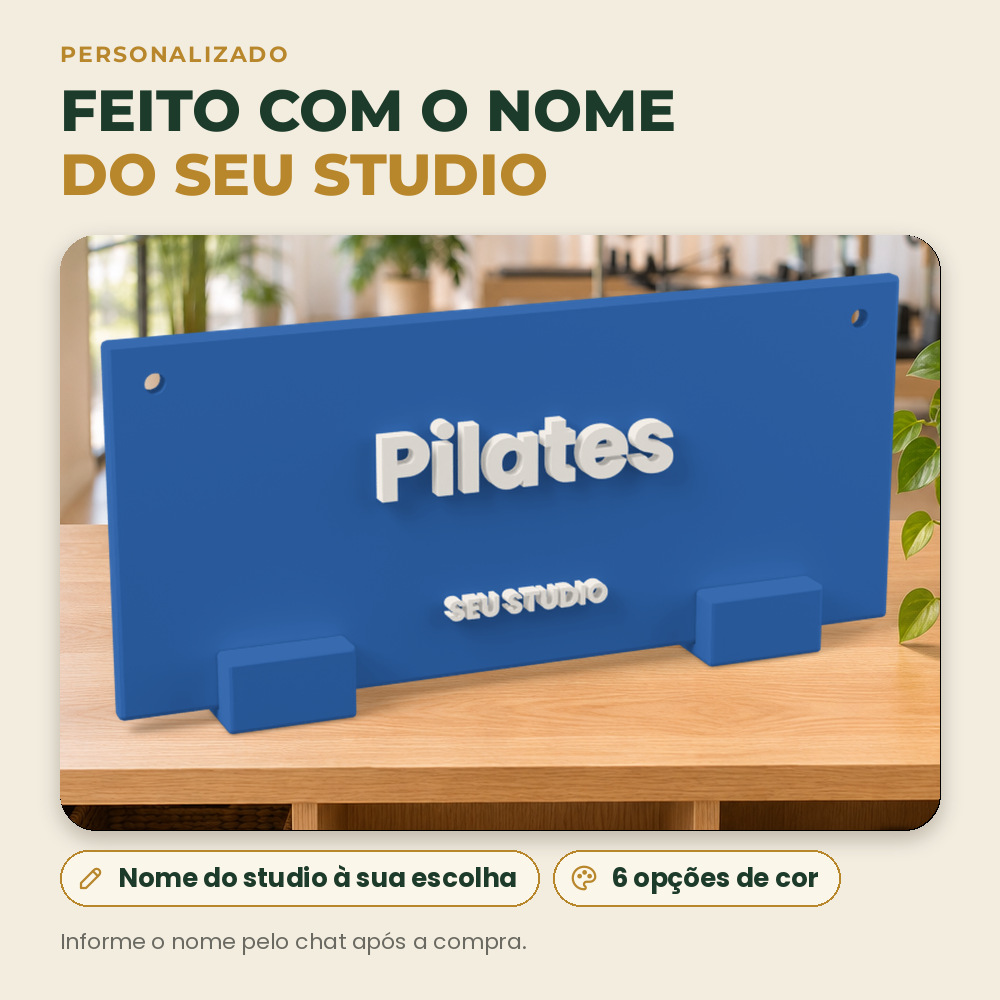 PERSONALIZADO
FEITO COM O NOME
DO SEU STUDIO
Pilates
SEU STUDIO
Nome do studio à sua escolha
6 opções de cor
Informe o nome pelo chat após a compra.